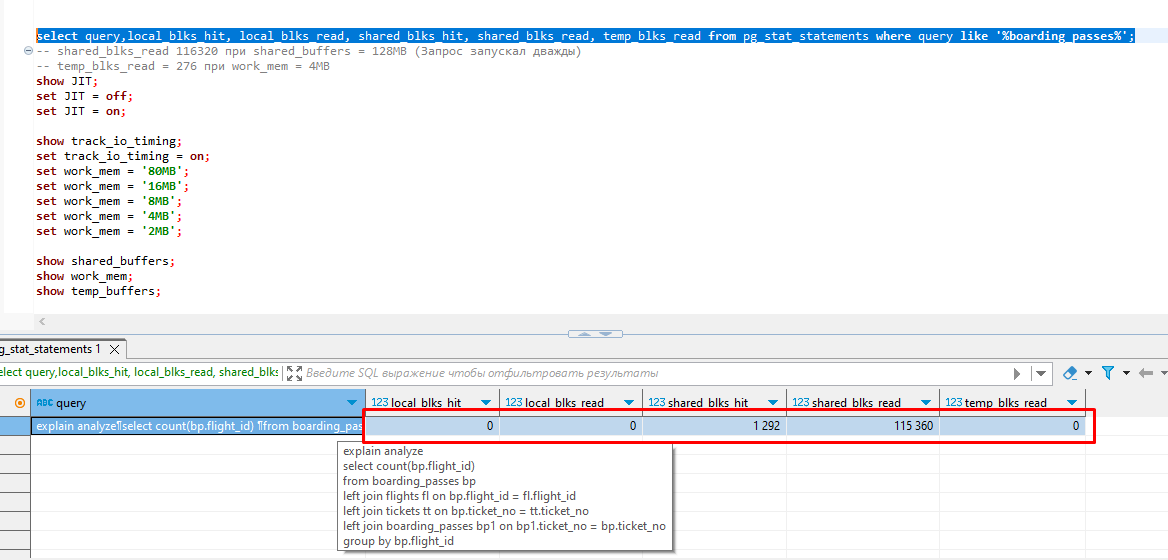 select query,local_blks_hit, local_blks_read, shared_blks_hit, shared_blks_read, temp_blks_read from pg_stat_statements where query like '%boarding_passes%';
-- shared_blks_read 116320 при shared_buffers = 128MB (Запрос запускал дважды)
-- temp_blks_read = 276 при work_mem = 4MB
show JIT;
set JIT = off;
set JIT = on;
show track_io_timing;
set track_io_timing = on;
set work_mem = '80MB';
set work_mem = '16MB';
set work_mem = '8MB';
set work_mem = '4MB';
set work_mem = '2MB';
show shared_buffers;
show work_mem;
show temp_buffers;
g_stat_statements 1
elect query,local_blks_hit, local_blks_read, shared_blks Введите SQL выражение чтобы отфильтровать результаты
ABC query 123 local_blks_hit 123 local_blks_read 123 shared_blks_hit 123 shared_blks_read 123 temp_blks_read
explain analyze¶select count(bp.flight_id) ¶from boarding_pas 0 0 1 292 115 360 0
explain analyze
select count(bp.flight_id)
from boarding_passes bp
left join flights fl on bp.flight_id = fl.flight_id
left join tickets tt on bp.ticket_no = tt.ticket_no
left join boarding_passes bp1 on bp1.ticket_no = bp.ticket_no
group by bp.flight_id